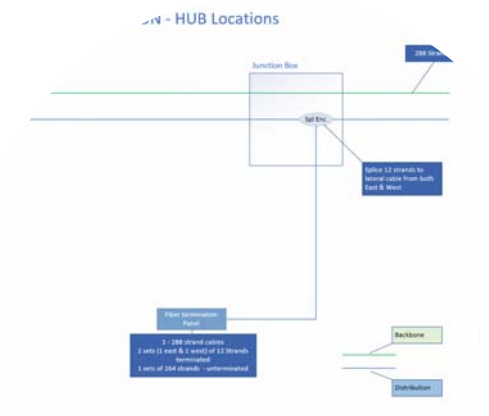 - HUB Locations
288
Junction Box
Spl Enc
Splice 12 strands to
lateral cable from both
East & West
Fiber termination
Panel
1 - 288 strand cables
2 sets (1 east & 1 west) of 12 Strands
terminated
1 sets of 264 strands - unterminated
Backbone
Distribution